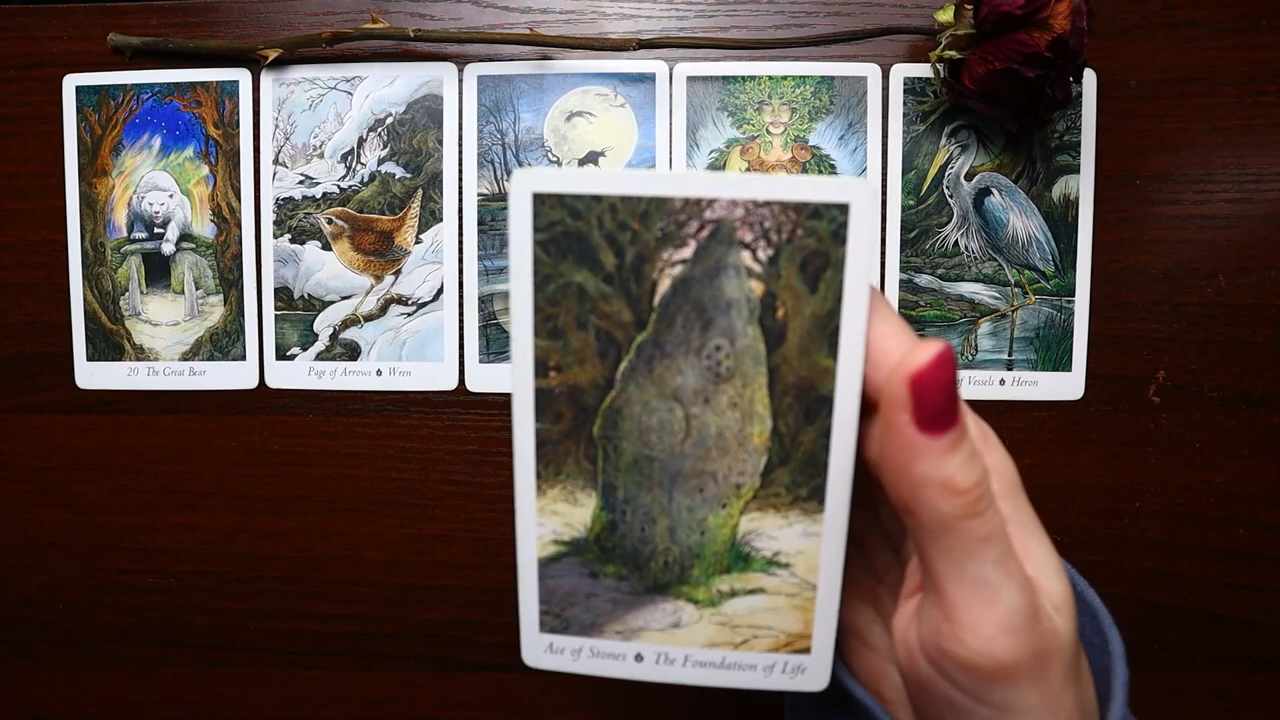 20 The Great Bear
Page of Arrows Wren
of Vessels Heron
Ace of Stones The Foundation of Life